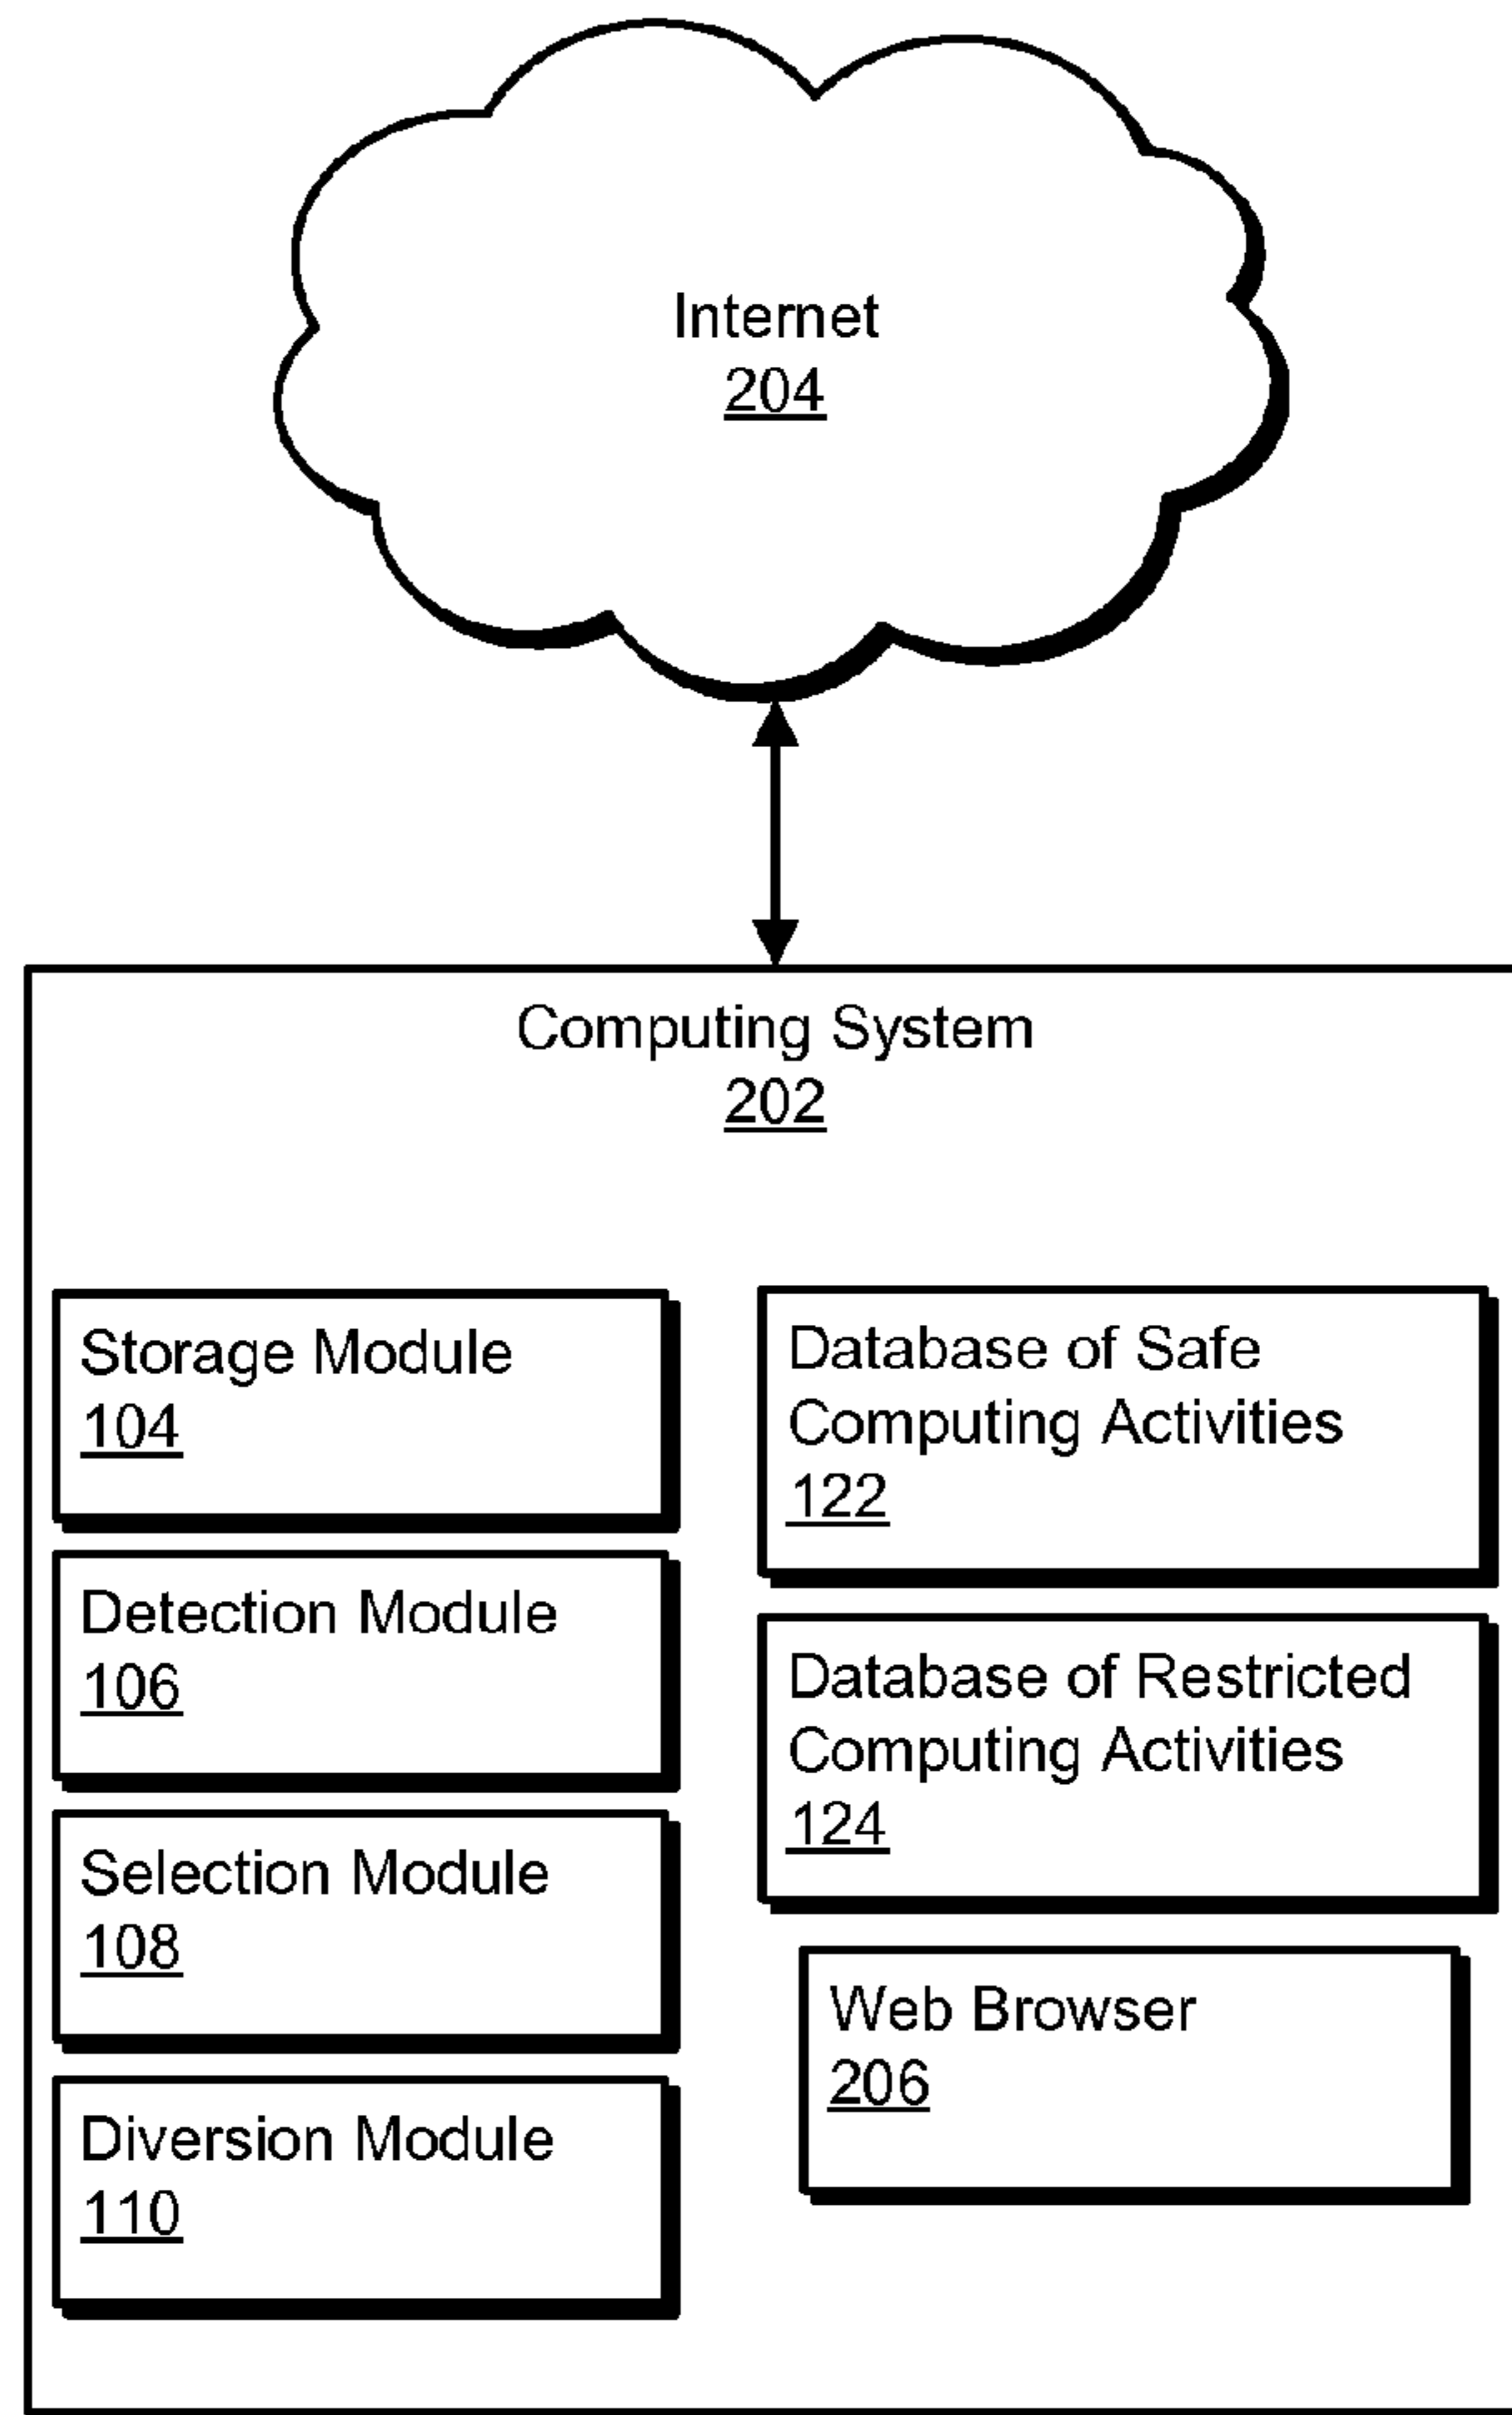 Internet
204
Computing System
202
Storage Module
104
Detection Module
106
Selection Module
108
Diversion Module
110
Database of Safe
Computing Activities
122
Database of Restricted
Computing Activities
124
Web Browser
206